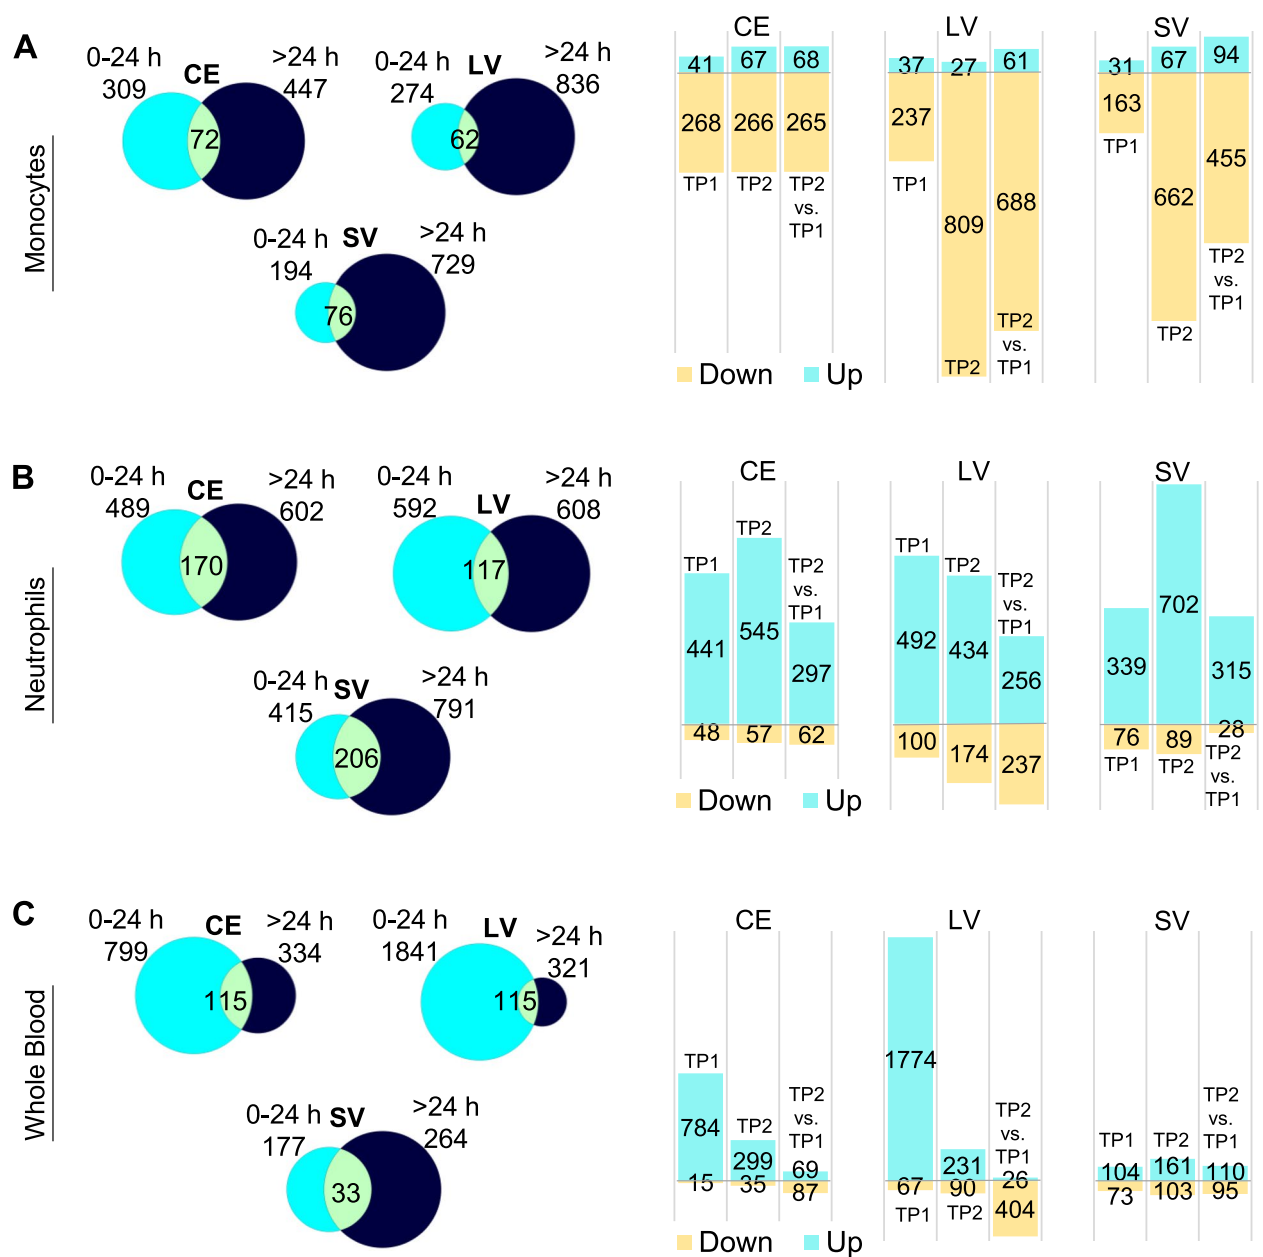 A
Monocytes
0-24 h
309
CE
>24 h
447
72
0-24 h
274
LV
>24 h
836
62
0-24 h
194
SV
>24 h
729
76
CE
41
67
68
268
266
265
TP1
TP2
TP2
vs.
TP1
Down
Up
LV
37
27
61
237
809
688
TP1
TP2
TP2
vs.
TP1
SV
31
67
94
163
662
455
TP1
TP2
TP2
vs.
TP1
B
Neutrophils
0-24 h
489
CE
>24 h
602
170
0-24 h
592
LV
>24 h
608
117
0-24 h
415
SV
>24 h
791
206
CE
TP1
TP2
TP2
vs.
TP1
441
545
297
48
57
62
Down
Up
LV
TP1
TP2
TP2
vs.
TP1
492
434
256
100
174
237
SV
339
702
315
76
89
28
TP1
TP2
TP2
vs.
TP1
C
Whole Blood
0-24 h
799
CE
>24 h
334
115
0-24 h
1841
LV
>24 h
321
115
0-24 h
177
SV
>24 h
264
33
CE
TP1
TP2
TP2
vs.
TP1
784
299
69
15
35
87
Down
Up
LV
1774
231
TP2
vs.
TP1
26
67
90
404
TP1
TP2
SV
TP1
TP2
TP2
vs.
TP1
104
161
110
73
103
95